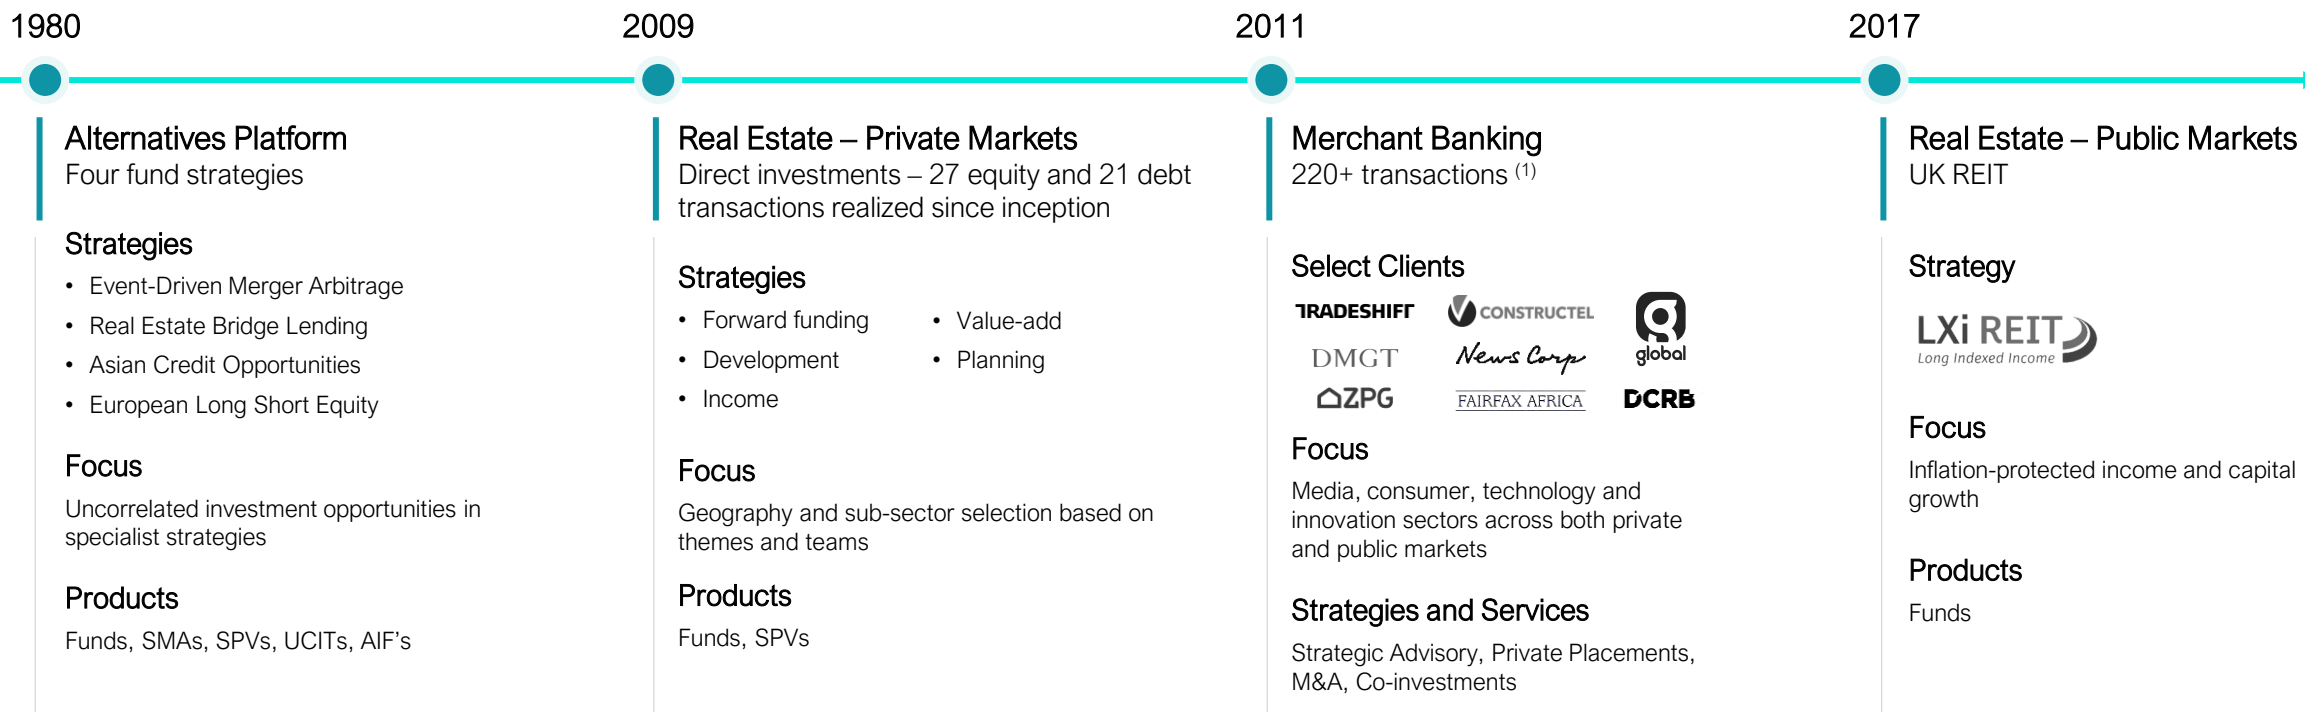 1980
Alternatives Platform
Four fund strategies
Strategies
• Event-Driven Merger Arbitrage
• Real Estate Bridge Lending
• Asian Credit Opportunities
• European Long Short Equity
Focus
Uncorrelated investment opportunities in
specialist strategies
Products
Funds, SMAs, SPVs, UCITs, AIF's
2009
Real Estate – Private Markets
Direct investments – 27 equity and 21 debt
transactions realized since inception
Strategies
• Forward funding
• Development
• Income
• Value-add
• Planning
Focus
Geography and sub-sector selection based on
themes and teams
Products
Funds, SPVs
2011
Merchant Banking
220+ transactions (1)
Select Clients
TRADESHIFT
CONSTRUCTEL
global
DMGT
News Corp
ZPG
FAIRFAX AFRICA
DCRB
Focus
Media, consumer, technology and
innovation sectors across both private
and public markets
Strategies and Services
Strategic Advisory, Private Placements,
M&A, Co-investments
2017
Real Estate – Public Markets
UK REIT
Strategy
LXi REIT
Long Indexed Income
Focus
Inflation-protected income and capital
growth
Products
Funds